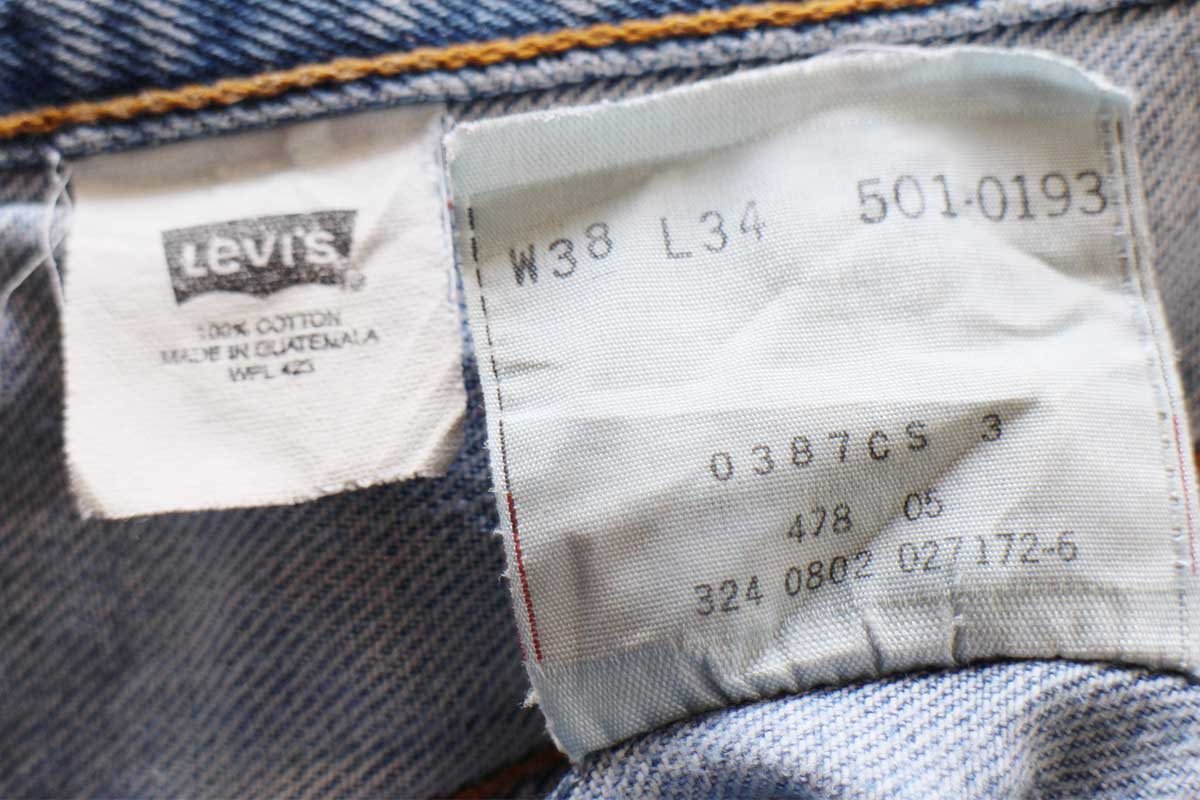 Levi's
®
100% COTTON
MADE IN GUATEMALA
WPL 423
W38 L34 501-0193
0387CS 3
478 05
324 0802 027172-6